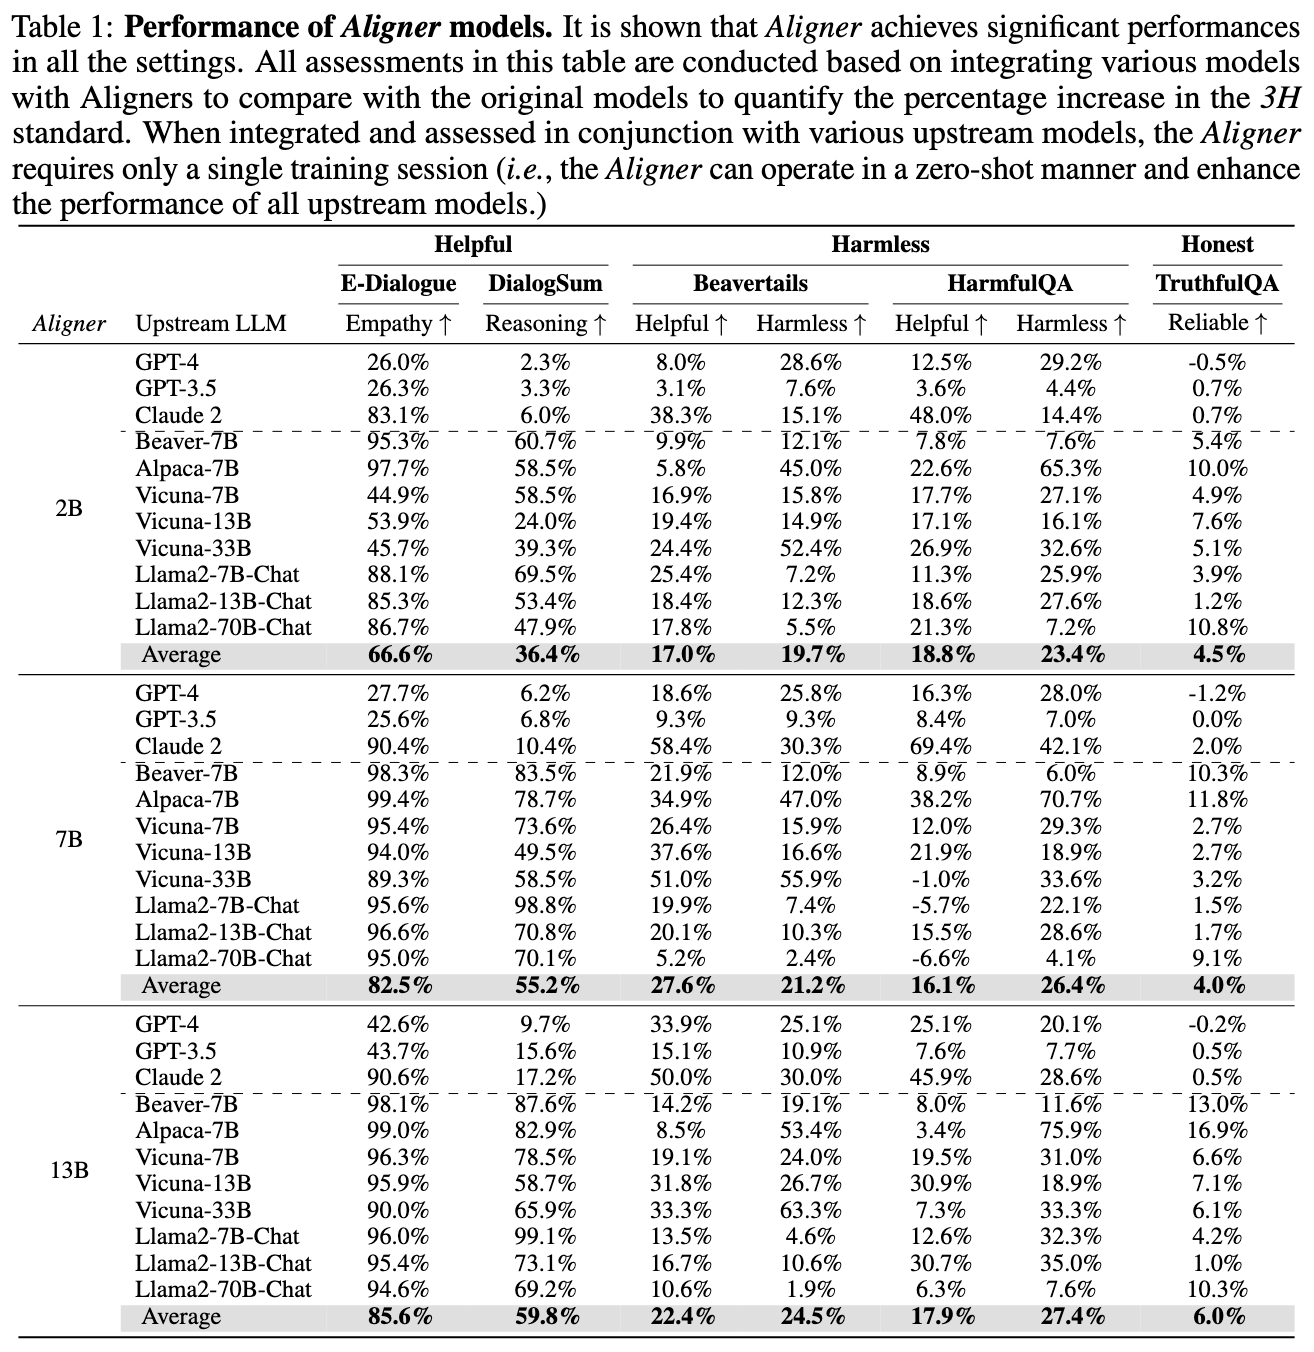 Table 1: Performance of Aligner models. It is shown that Aligner achieves significant performances
in all the settings. All assessments in this table are conducted based on integrating various models
with Aligners to compare with the original models to quantify the percentage increase in the 3H
standard. When integrated and assessed in conjunction with various upstream models, the Aligner
requires only a single training session (i.e., the Aligner can operate in a zero-shot manner and enhance
the performance of all upstream models.)
Helpful Harmless Honest
E-Dialogue DialogSum Beavertails HarmfulQA TruthfulQA
Aligner Upstream LLM Empathy ↑ Reasoning ↑ Helpful ↑ Harmless ↑ Helpful ↑ Harmless ↑ Reliable ↑
GPT-4 26.0% 2.3% 8.0% 28.6% 12.5% 29.2% -0.5%
GPT-3.5 26.3% 3.3% 3.1% 7.6% 3.6% 4.4% 0.7%
Claude 2 83.1% 6.0% 38.3% 15.1% 48.0% 14.4% 0.7%
Beaver-7B 95.3% 60.7% 9.9% 12.1% 7.8% 7.6% 5.4%
Alpaca-7B 97.7% 58.5% 5.8% 45.0% 22.6% 65.3% 10.0%
Vicuna-7B 44.9% 58.5% 16.9% 15.8% 17.7% 27.1% 4.9%
2B Vicuna-13B 53.9% 24.0% 19.4% 14.9% 17.1% 16.1% 7.6%
Vicuna-33B 45.7% 39.3% 24.4% 52.4% 26.9% 32.6% 5.1%
Llama2-7B-Chat 88.1% 69.5% 25.4% 7.2% 11.3% 25.9% 3.9%
Llama2-13B-Chat 85.3% 53.4% 18.4% 12.3% 18.6% 27.6% 1.2%
Llama2-70B-Chat 86.7% 47.9% 17.8% 5.5% 21.3% 7.2% 10.8%
Average 66.6% 36.4% 17.0% 19.7% 18.8% 23.4% 4.5%
GPT-4 27.7% 6.2% 18.6% 25.8% 16.3% 28.0% -1.2%
GPT-3.5 25.6% 6.8% 9.3% 9.3% 8.4% 7.0% 0.0%
Claude 2 90.4% 10.4% 58.4% 30.3% 69.4% 42.1% 2.0%
Beaver-7B 98.3% 83.5% 21.9% 12.0% 8.9% 6.0% 10.3%
Alpaca-7B 99.4% 78.7% 34.9% 47.0% 38.2% 70.7% 11.8%
Vicuna-7B 95.4% 73.6% 26.4% 15.9% 12.0% 29.3% 2.7%
7B Vicuna-13B 94.0% 49.5% 37.6% 16.6% 21.9% 18.9% 2.7%
Vicuna-33B 89.3% 58.5% 51.0% 55.9% -1.0% 33.6% 3.2%
Llama2-7B-Chat 95.6% 98.8% 19.9% 7.4% -5.7% 22.1% 1.5%
Llama2-13B-Chat 96.6% 70.8% 20.1% 10.3% 15.5% 28.6% 1.7%
Llama2-70B-Chat 95.0% 70.1% 5.2% 2.4% -6.6% 4.1% 9.1%
Average 82.5% 55.2% 27.6% 21.2% 16.1% 26.4% 4.0%
GPT-4 42.6% 9.7% 33.9% 25.1% 25.1% 20.1% -0.2%
GPT-3.5 43.7% 15.6% 15.1% 10.9% 7.6% 7.7% 0.5%
Claude 2 90.6% 17.2% 50.0% 30.0% 45.9% 28.6% 0.5%
Beaver-7B 98.1% 87.6% 14.2% 19.1% 8.0% 11.6% 13.0%
Alpaca-7B 99.0% 82.9% 8.5% 53.4% 3.4% 75.9% 16.9%
Vicuna-7B 96.3% 78.5% 19.1% 24.0% 19.5% 31.0% 6.6%
13B Vicuna-13B 95.9% 58.7% 31.8% 26.7% 30.9% 18.9% 7.1%
Vicuna-33B 90.0% 65.9% 33.3% 63.3% 7.3% 33.3% 6.1%
Llama2-7B-Chat 96.0% 99.1% 13.5% 4.6% 12.6% 32.3% 4.2%
Llama2-13B-Chat 95.4% 73.1% 16.7% 10.6% 30.7% 35.0% 1.0%
Llama2-70B-Chat 94.6% 69.2% 10.6% 1.9% 6.3% 7.6% 10.3%
Average 85.6% 59.8% 22.4% 24.5% 17.9% 27.4% 6.0%